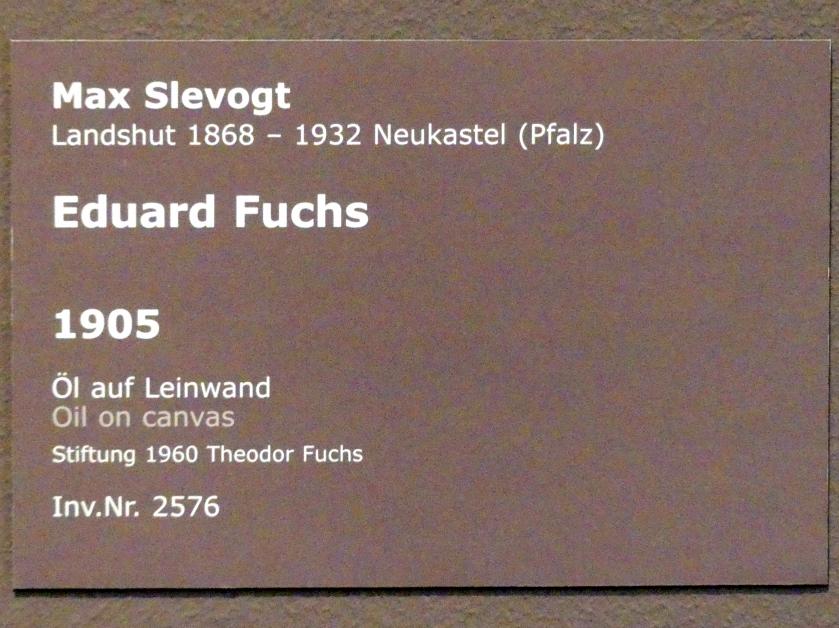 Max Slevogt
Landshut 1868 – 1932 Neukastel (Pfalz)
Eduard Fuchs
1905
Öl auf Leinwand
Oil on canvas
Stiftung 1960 Theodor Fuchs
Inv.Nr. 2576